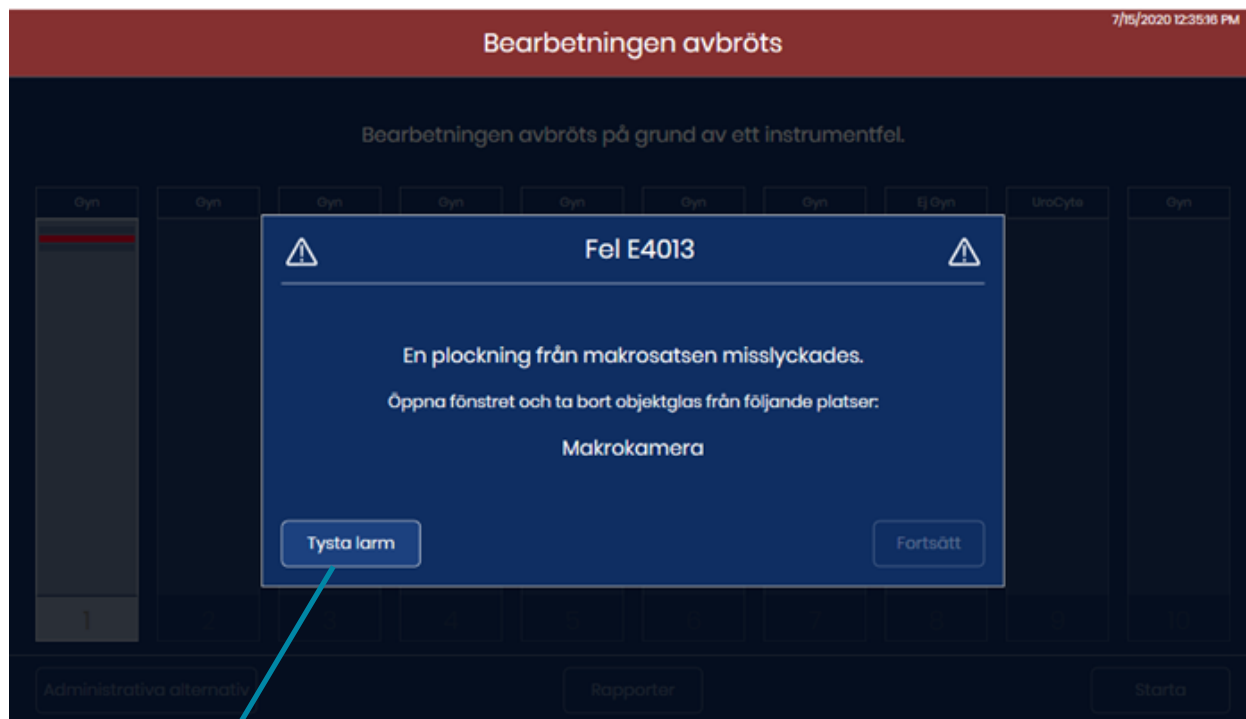 7/15/2020 12:35:16 PM
Bearbetningen avbröts
Bearbetningen avbröts på grund av ett instrumentfel.
Gyn Gyn Gyn Gyn Gyn Gyn Gyn Ej Gyn UroCyte Gyn
Fel E4013
En plockning från makrosatsen misslyckades.
Öppna fönstret och ta bort objektglas från följande platser:
Makrokamera
Tysta larm Fortsätt
1 2 3 4 5 6 7 8 9 10
Administrativa alternativ Rapporter Starta